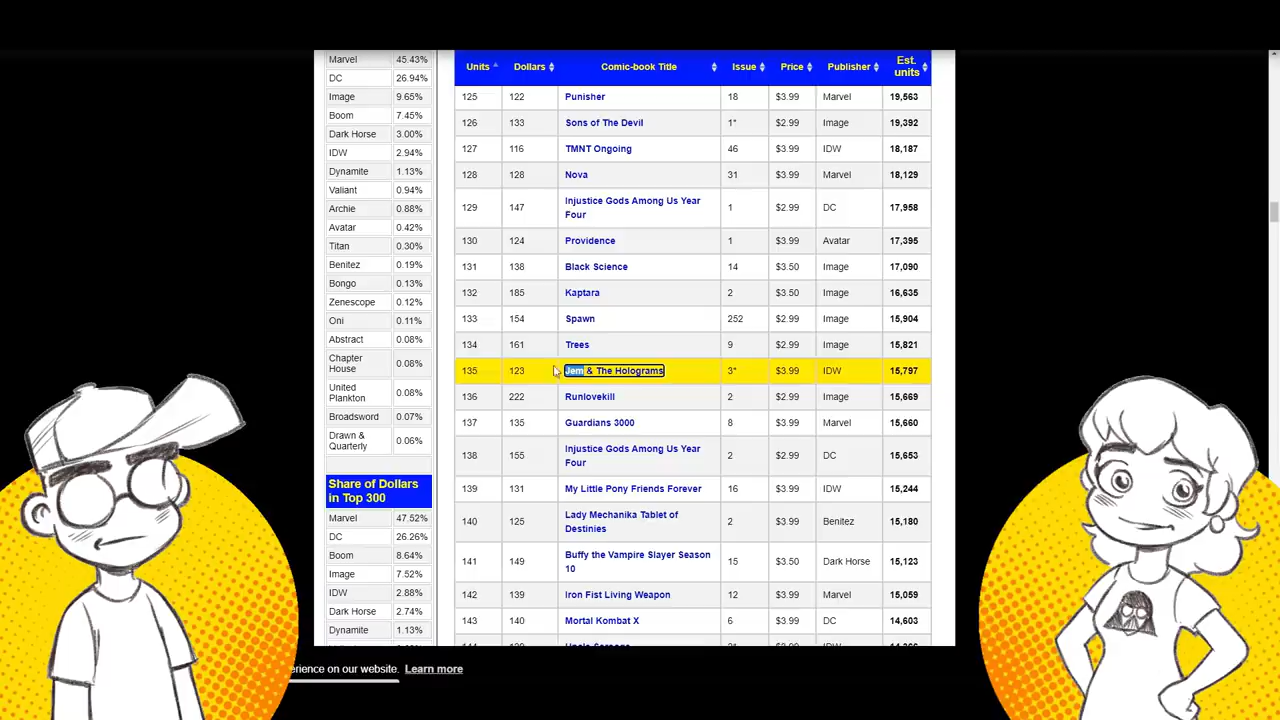 Marvel 45.43%
DC 26.94%
Image 9.65%
Boom 7.45%
Dark Horse 3.00%
IDW 2.94%
Dynamite 1.13%
Valiant 0.94%
Archie 0.88%
Avatar 0.42%
Titan 0.30%
Benitez 0.19%
Bongo 0.13%
Zenescope 0.12%
Oni 0.11%
Abstract 0.08%
Chapter
House 0.08%
United
Plankton 0.08%
Broadsword 0.07%
Drawn &
Quarterly 0.06%
Share of Dollars
in Top 300
Marvel 47.52%
DC 26.26%
Boom 8.64%
Image 7.52%
IDW 2.88%
Dark Horse 2.74%
Dynamite 1.13%
Units Dollars Comic-book Title Issue Price Publisher Est.
units
125 122 Punisher 18 $3.99 Marvel 19,563
126 133 Sons of The Devil 1* $2.99 Image 19,392
127 116 TMNT Ongoing 46 $3.99 IDW 18,187
128 128 Nova 31 $3.99 Marvel 18,129
129 147 Injustice Gods Among Us Year
Four 1 $2.99 DC 17,958
130 124 Providence 1 $3.99 Avatar 17,395
131 138 Black Science 14 $3.50 Image 17,090
132 185 Kaptara 2 $3.50 Image 16,635
133 154 Spawn 252 $2.99 Image 15,904
134 161 Trees 9 $2.99 Image 15,821
135 123 Jem & The Holograms 3* $3.99 IDW 15,797
136 222 Runlovekill 2 $2.99 Image 15,669
137 135 Guardians 3000 8 $3.99 Marvel 15,660
138 155 Injustice Gods Among Us Year
Four 2 $2.99 DC 15,653
139 131 My Little Pony Friends Forever 16 $3.99 IDW 15,244
140 125 Lady Mechanika Tablet of
Destinies 2 $3.99 Benitez 15,180
141 149 Buffy the Vampire Slayer Season
10 15 $3.50 Dark Horse 15,123
142 139 Iron Fist Living Weapon 12 $3.99 Marvel 15,059
143 140 Mortal Kombat X 6 $3.99 DC 14,603
erience on our website. Learn more